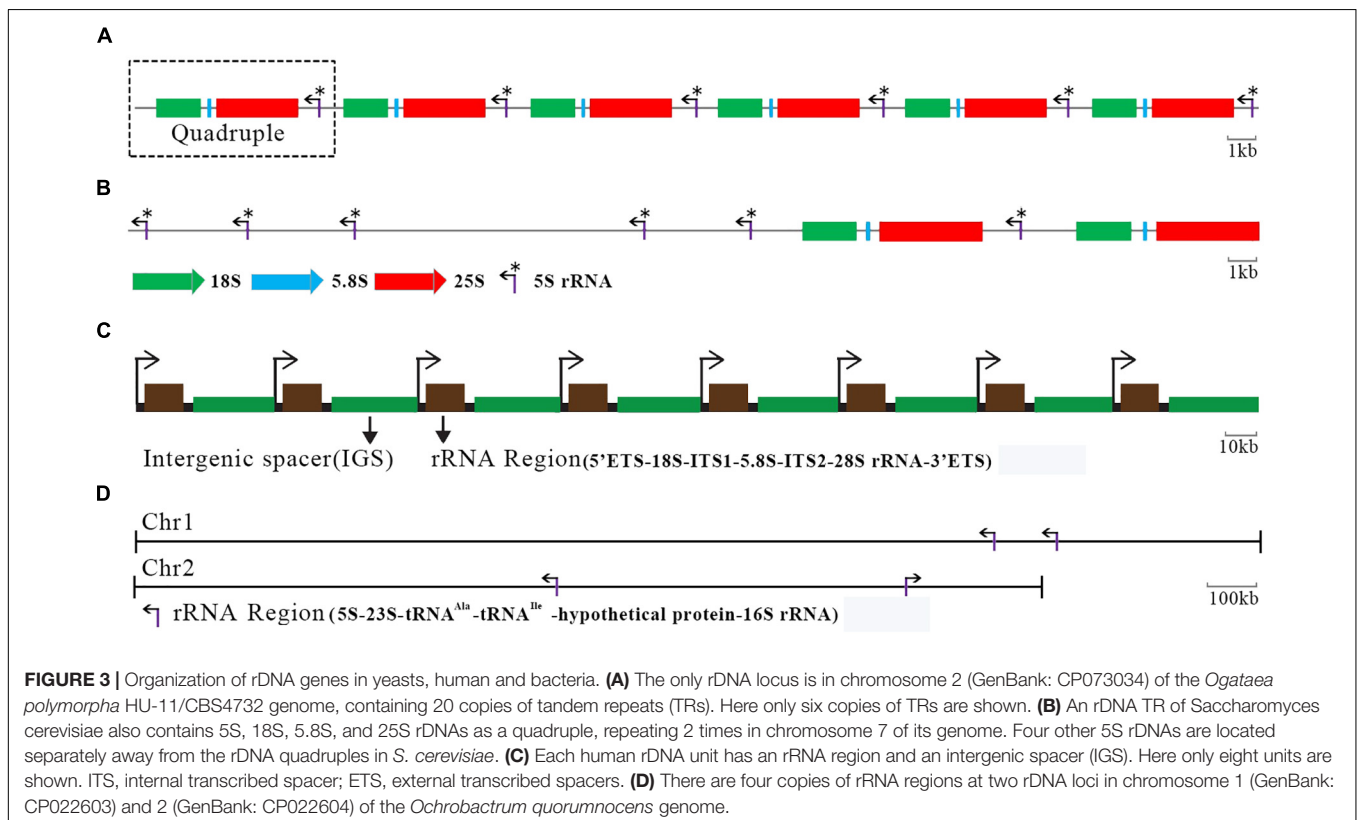 A
* * * * * *
Quadruple
1kb
B
* * * * * *
1kb
18S 5.8S 25S * 5S rRNA
C
10kb
Intergenic spacer(IGS) rRNA Region(5'ETS-18S-ITS1-5.8S-ITS2-28S rRNA-3'ETS)
D
Chr1
Chr2
100kb
rRNA Region (5S-23S-tRNAAla-tRNAIle -hypothetical protein-16S rRNA)
FIGURE 3 | Organization of rDNA genes in yeasts, human and bacteria. (A) The only rDNA locus is in chromosome 2 (GenBank: CP073034) of the Ogataea
polymorpha HU-11/CBS4732 genome, containing 20 copies of tandem repeats (TRs). Here only six copies of TRs are shown. (B) An rDNA TR of Saccharomyces
cerevisiae also contains 5S, 18S, 5.8S, and 25S rDNAs as a quadruple, repeating 2 times in chromosome 7 of its genome. Four other 5S rDNAs are located
separately away from the rDNA quadruples in S. cerevisiae. (C) Each human rDNA unit has an rRNA region and an intergenic spacer (IGS). Here only eight units are
shown. ITS, internal transcribed spacer; ETS, external transcribed spacers. (D) There are four copies of rRNA regions at two rDNA loci in chromosome 1 (GenBank:
CP022603) and 2 (GenBank: CP022604) of the Ochrobactrum quorumnocens genome.